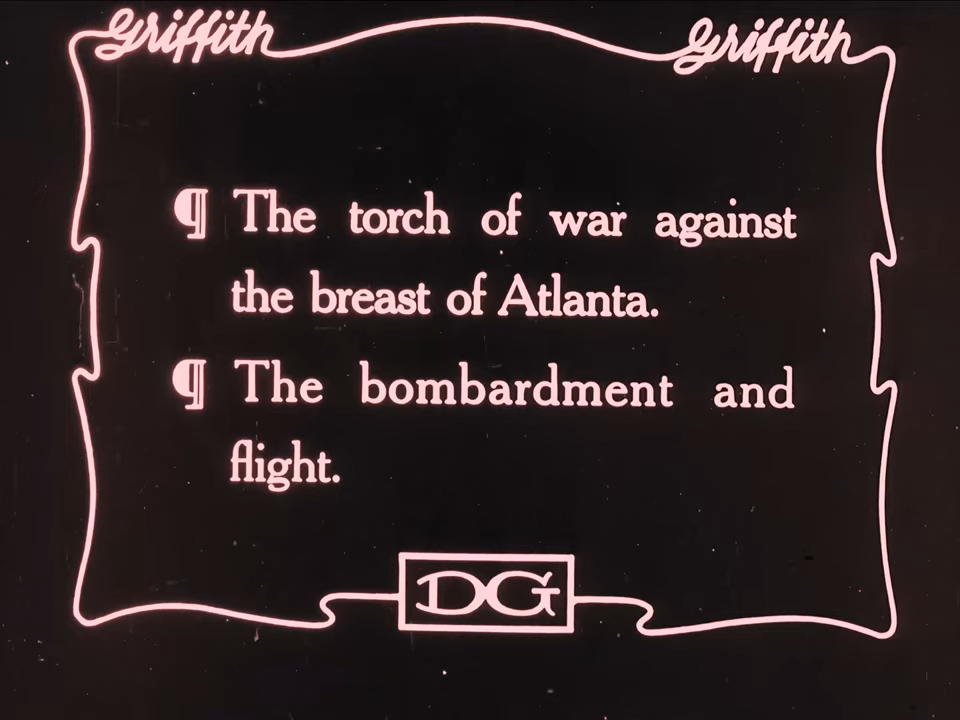 Griffith Griffith
¶ The torch of war against
the breast of Atlanta.
¶ The bombardment and
flight.
DG